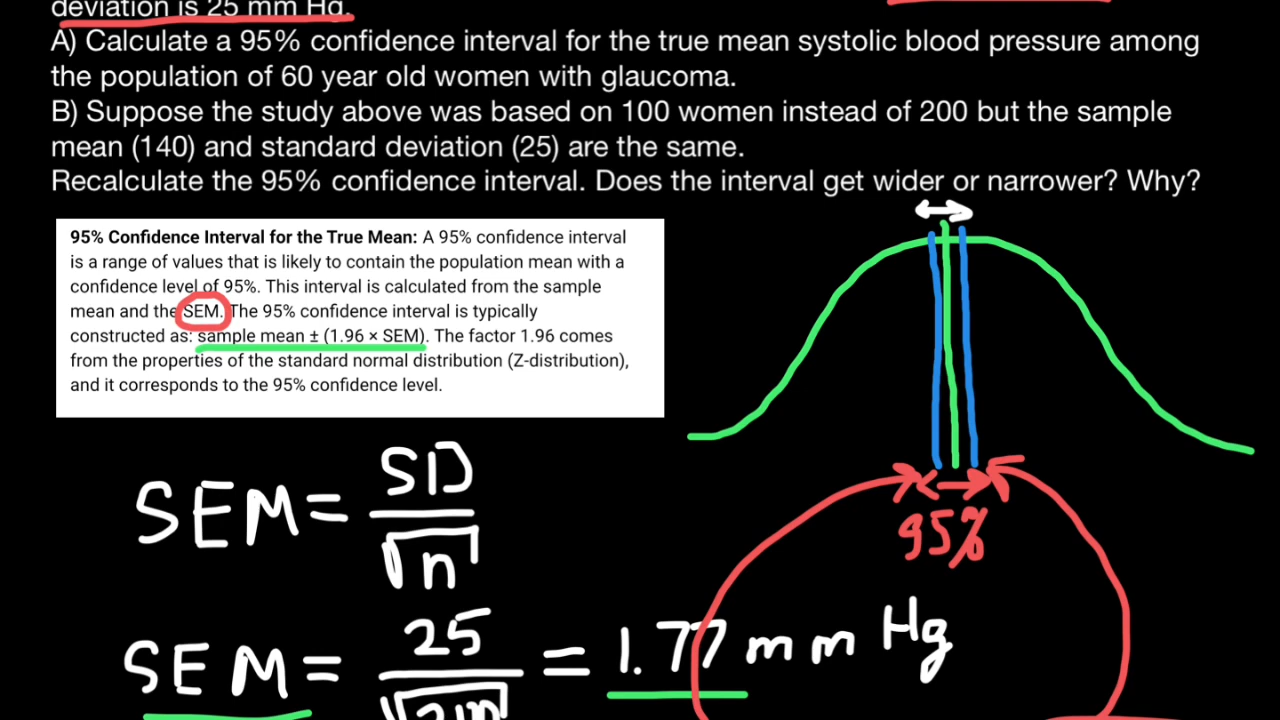 deviation is 25 mm Hg.
A) Calculate a 95% confidence interval for the true mean systolic blood pressure among
the population of 60 year old women with glaucoma.
B) Suppose the study above was based on 100 women instead of 200 but the sample
mean (140) and standard deviation (25) are the same.
Recalculate the 95% confidence interval. Does the interval get wider or narrower? Why?
95% Confidence Interval for the True Mean: A 95% confidence interval
is a range of values that is likely to contain the population mean with a
confidence level of 95%. This interval is calculated from the sample
mean and the SEM. The 95% confidence interval is typically
constructed as: sample mean ± (1.96 × SEM). The factor 1.96 comes
from the properties of the standard normal distribution (Z-distribution),
and it corresponds to the 95% confidence level.
95%
SEM = SD
√n
SEM = 25 = 1.77 mm Hg
√200